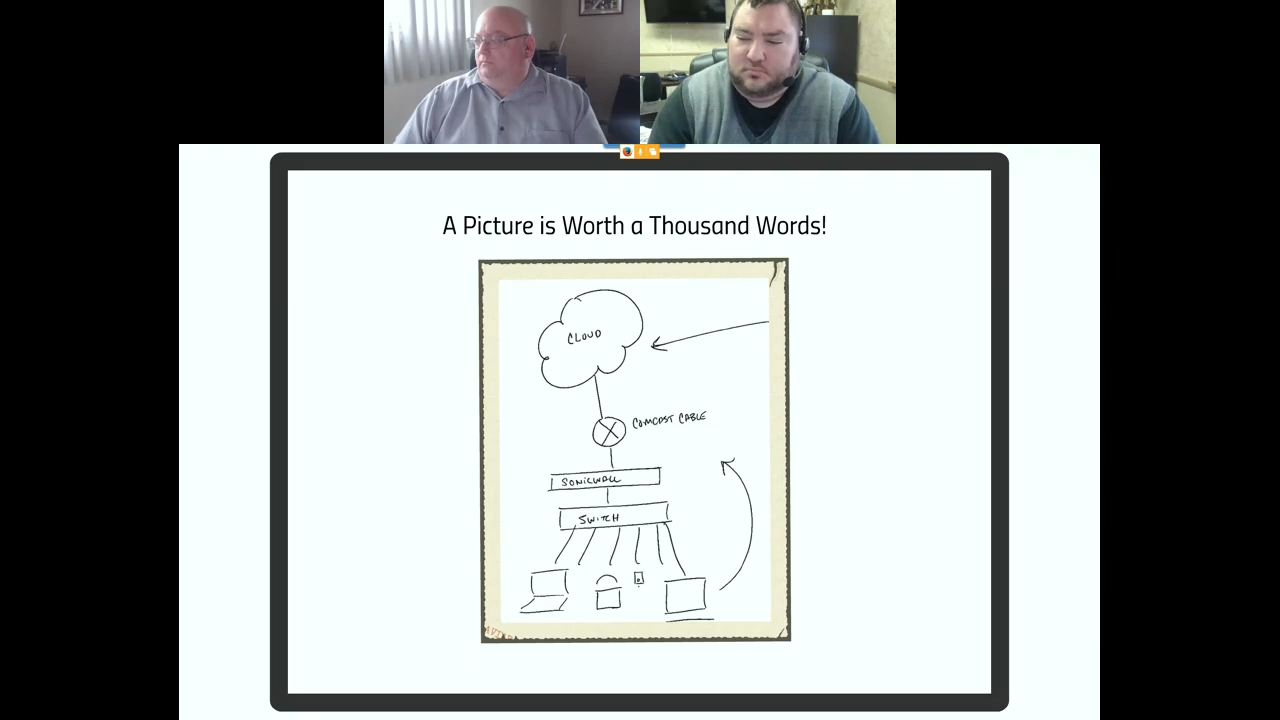 A Picture is Worth a Thousand Words!
CLOUD
COMCAST CABLE
SONICWALL
SWITCH